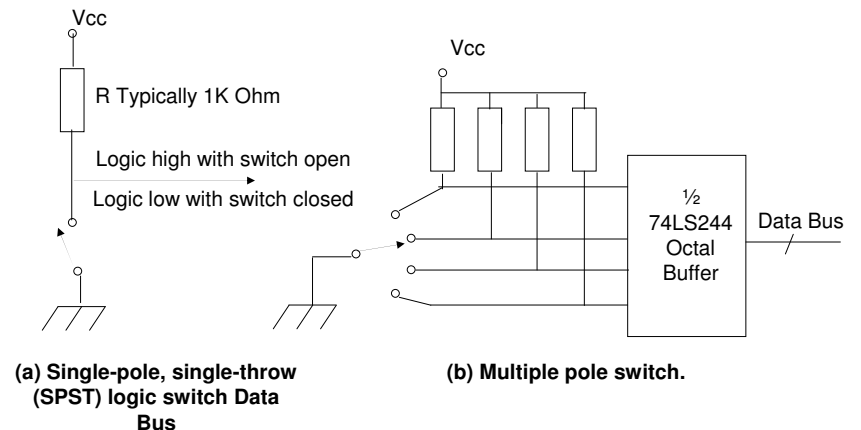 Vcc
R Typically 1K Ohm
Logic high with switch open
Logic low with switch closed
Vcc
½
74LS244
Octal
Buffer
Data Bus
(a) Single-pole, single-throw
(SPST) logic switch Data
Bus
(b) Multiple pole switch.